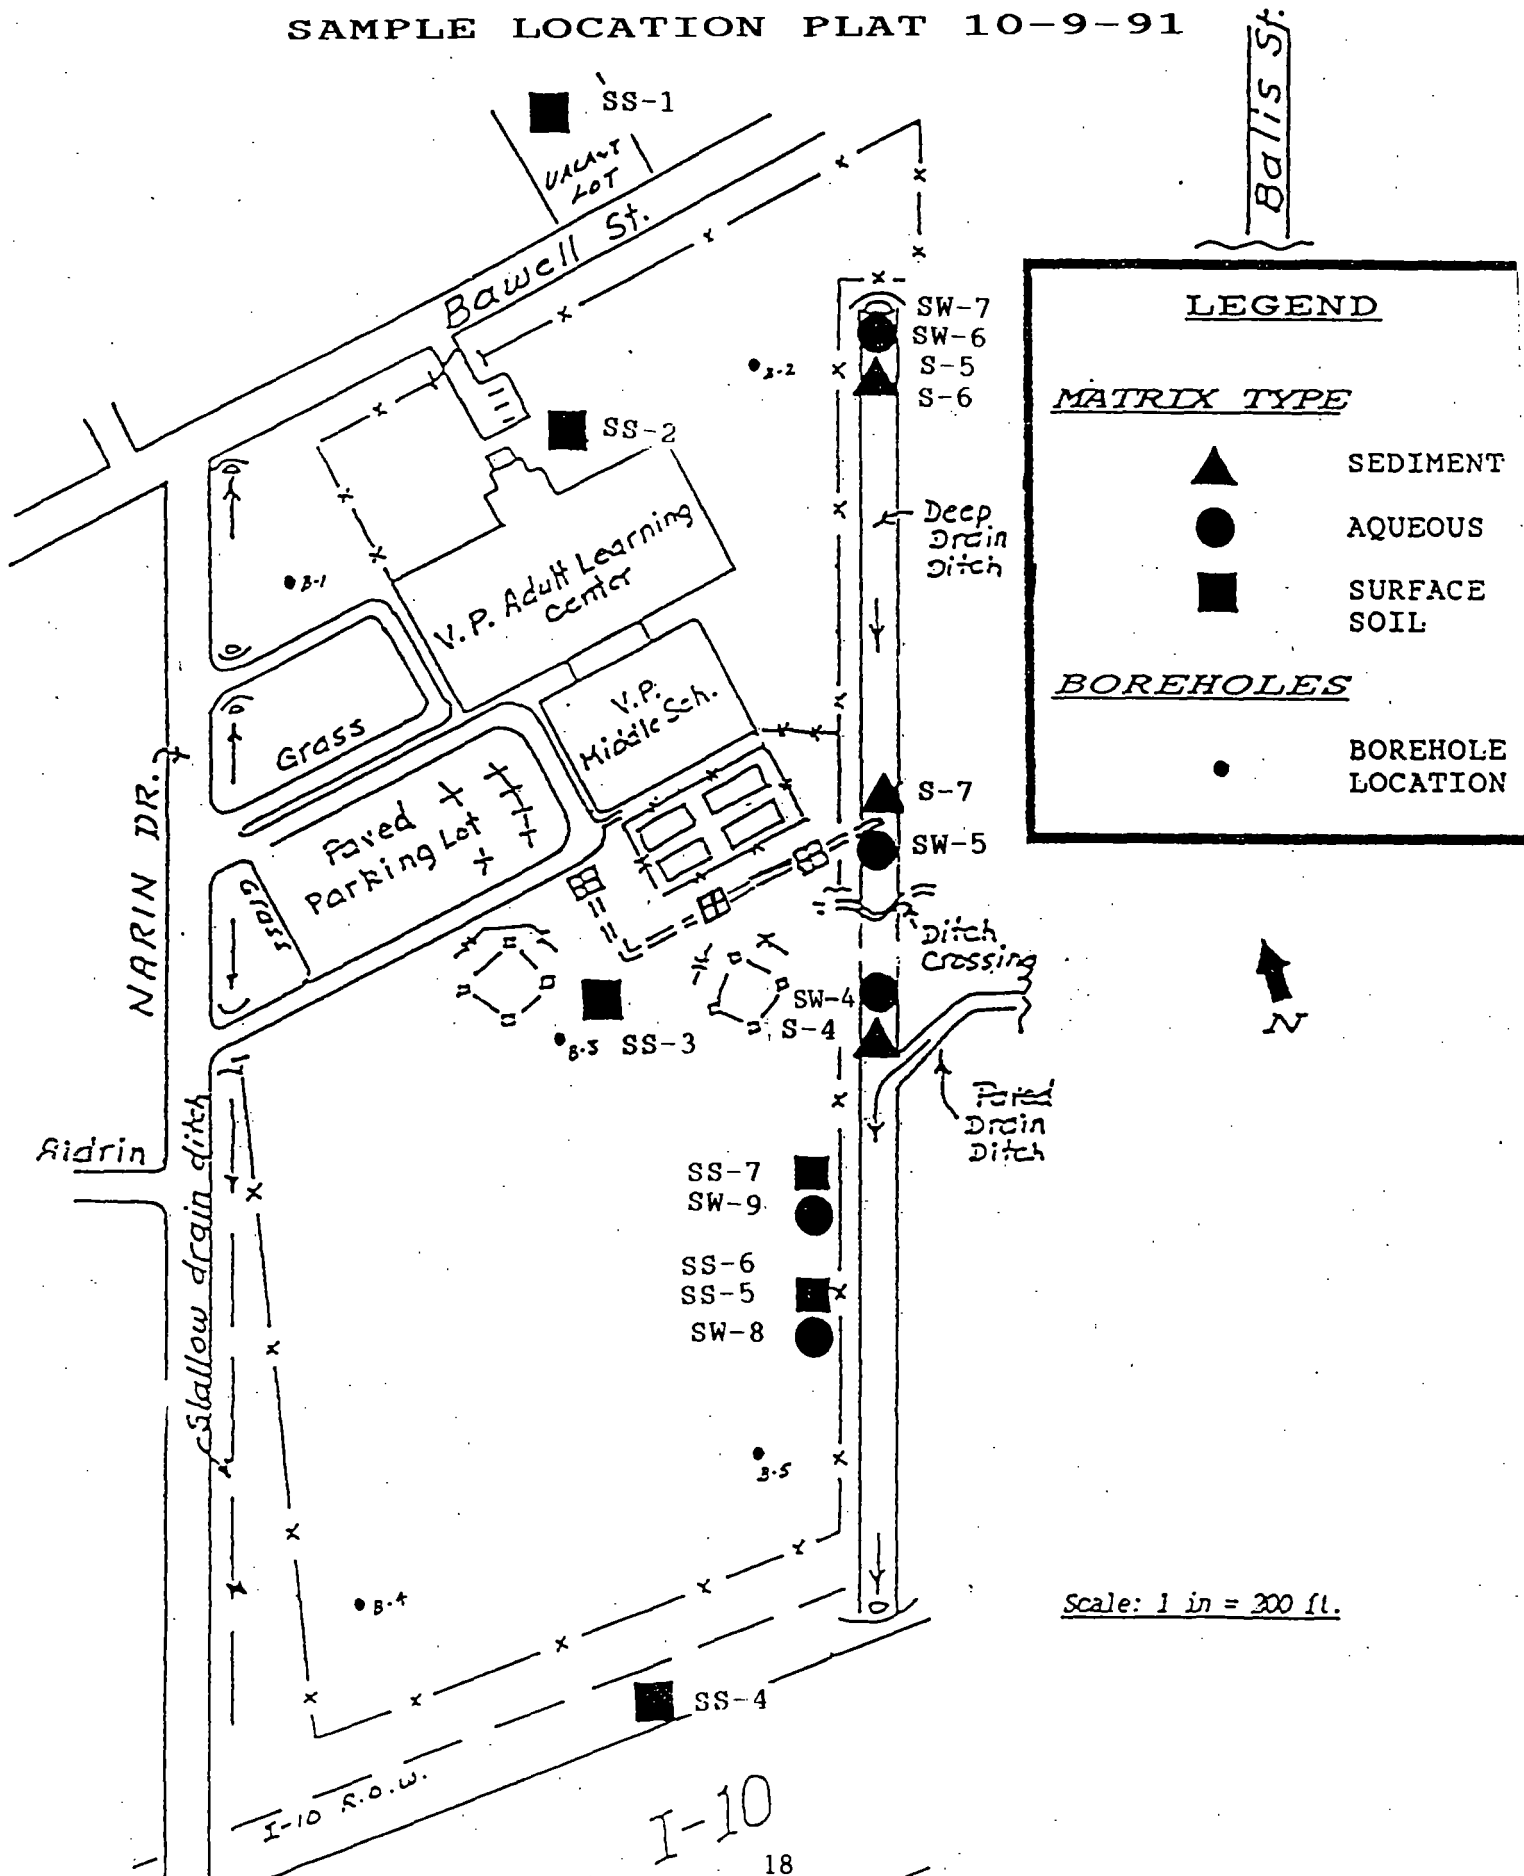 SAMPLE LOCATION PLAT 10-9-91
Balis St.
SS-1
VACANT
LOT
Bawell St.
LEGEND
MATRIX TYPE
SEDIMENT
AQUEOUS
SURFACE
SOIL
BOREHOLES
BOREHOLE
LOCATION
SW-7
SW-6
S-5
S-6
B-2
SS-2
Deep
Drain
Ditch
V.P. Adult Learning
Center
B-1
V.P.
Middle Sch.
Grass
NARIN DR.
Paved
Parking Lot
Grass
S-7
SW-5
Ditch
Crossing
SW-4
S-4
N
B-3
SS-3
Paved
Drain
Ditch
Aidrin
Shallow drain ditch
SS-7
SW-9
SS-6
SS-5
SW-8
B-5
B-4
Scale: 1 in = 200 ft.
SS-4
I-10 R.O.W.
I-10
18